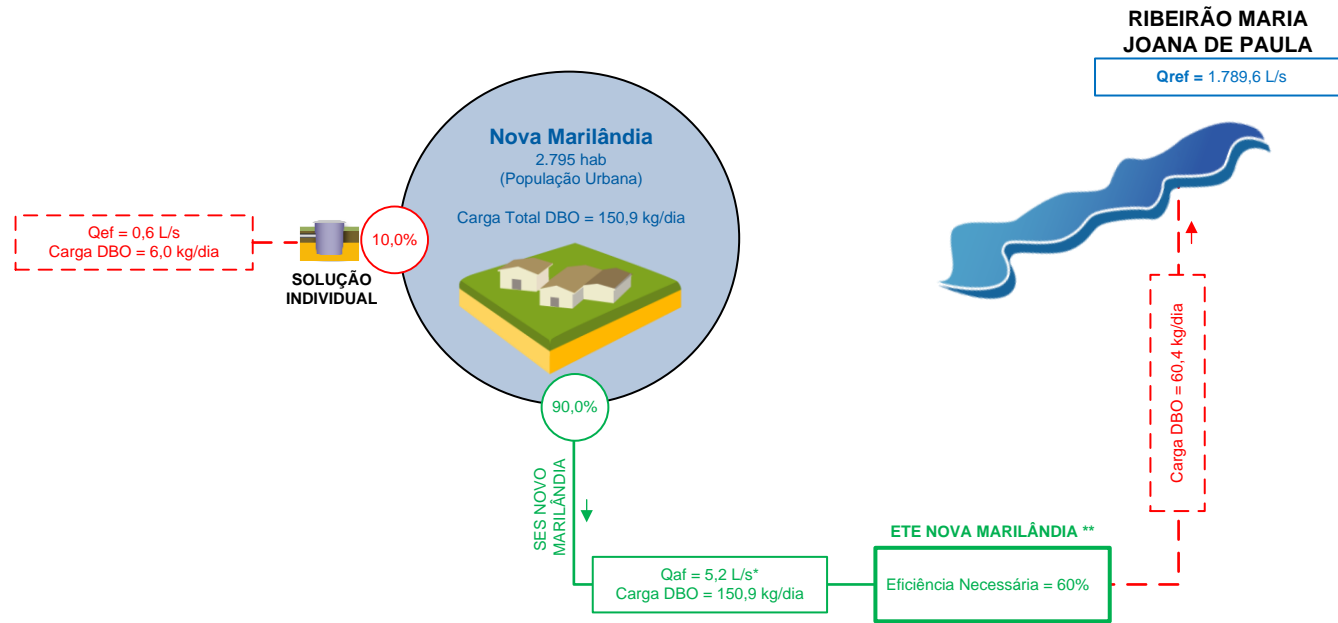 RIBEIRÃO MARIA
JOANA DE PAULA
Qref = 1.789,6 L/s
Nova Marilândia
2.795 hab
(População Urbana)
Carga Total DBO = 150,9 kg/dia
Qef = 0,6 L/s
Carga DBO = 6,0 kg/dia
10,0%
SOLUÇÃO
INDIVIDUAL
90,0%
SES NOVO
MARILÂNDIA
Qaf = 5,2 L/s*
Carga DBO = 150,9 kg/dia
ETE NOVA MARILÂNDIA **
Eficiência Necessária = 60%
Carga DBO = 60,4 kg/dia